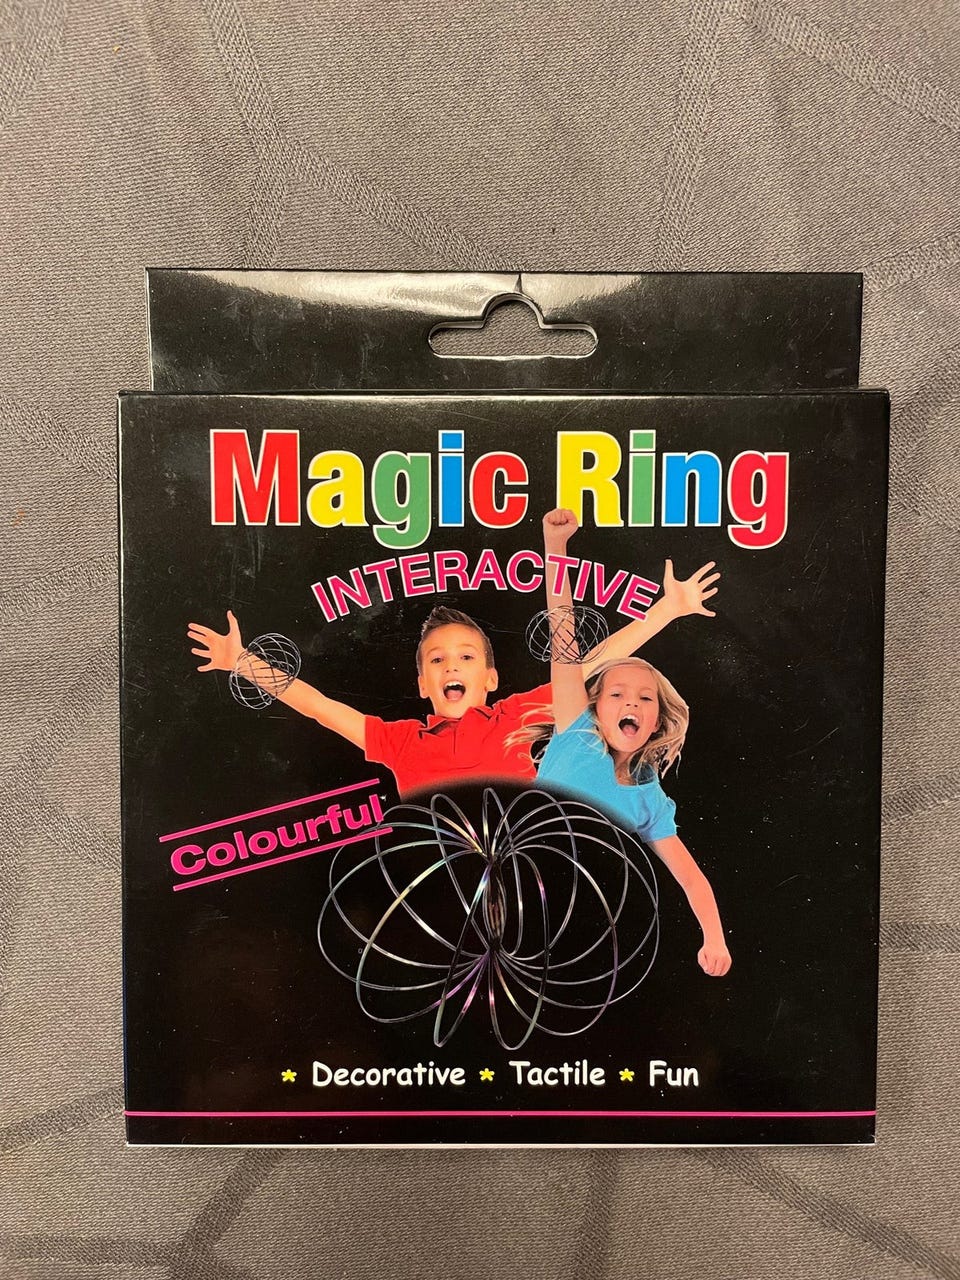 Magic Ring
INTERACTIVE
Colourful
* Decorative * Tactile * Fun